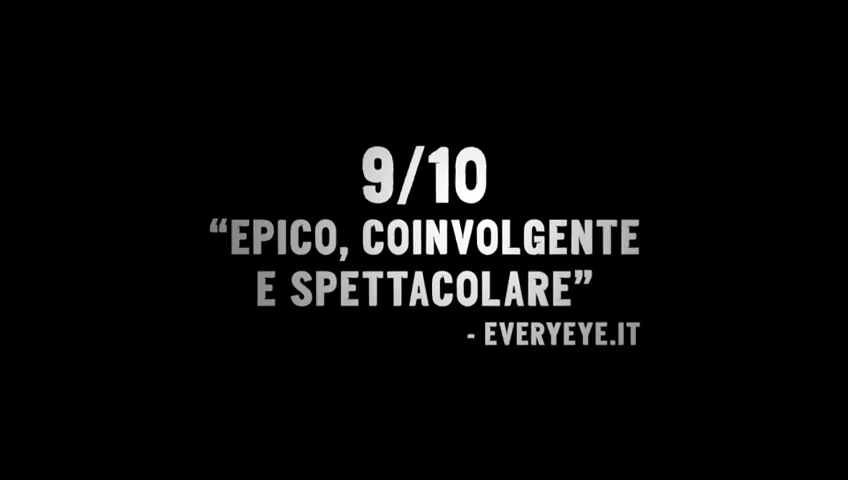 9/10
“EPICO, COINVOLGENTE
E SPETTACOLARE”
- EVERYEYE.IT